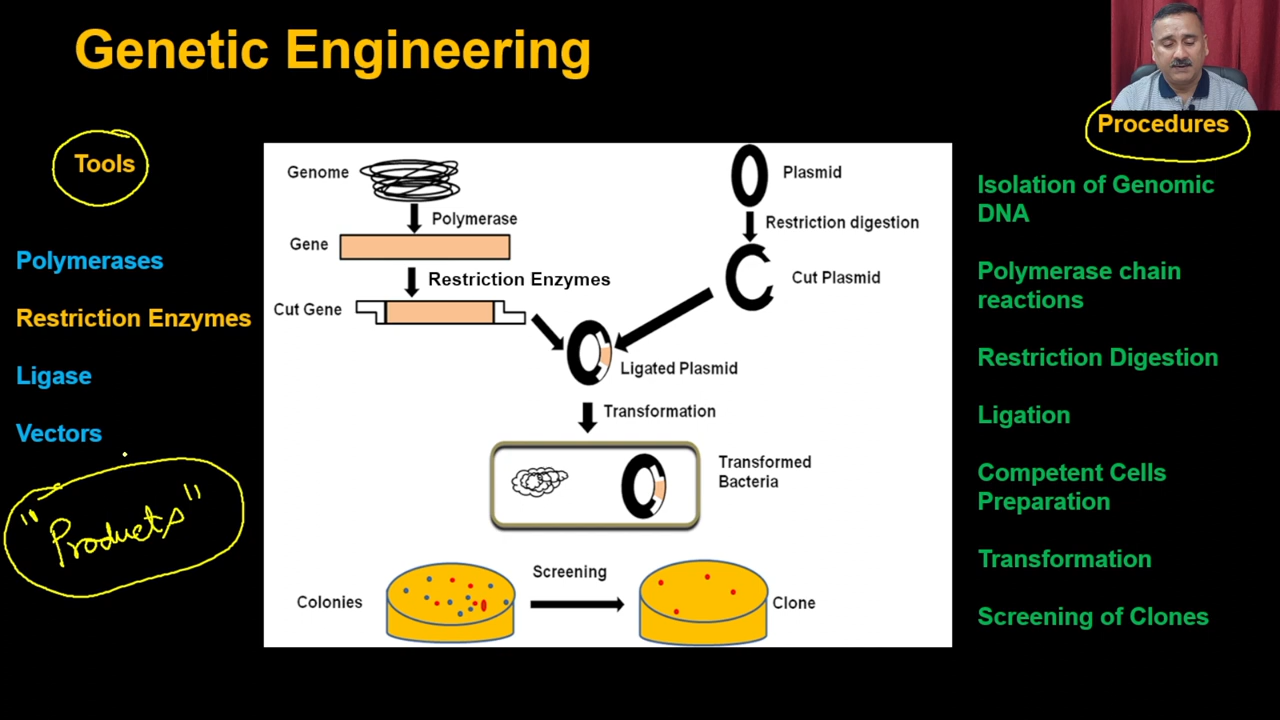 Genetic Engineering
Procedures
Tools
Polymerases
Restriction Enzymes
Ligase
Vectors
"Products"
Genome
Polymerase
Gene
Restriction Enzymes
Cut Gene
Plasmid
Restriction digestion
Cut Plasmid
Ligated Plasmid
Transformation
Transformed
Bacteria
Colonies
Screening
Clone
Isolation of Genomic
DNA
Polymerase chain
reactions
Restriction Digestion
Ligation
Competent Cells
Preparation
Transformation
Screening of Clones